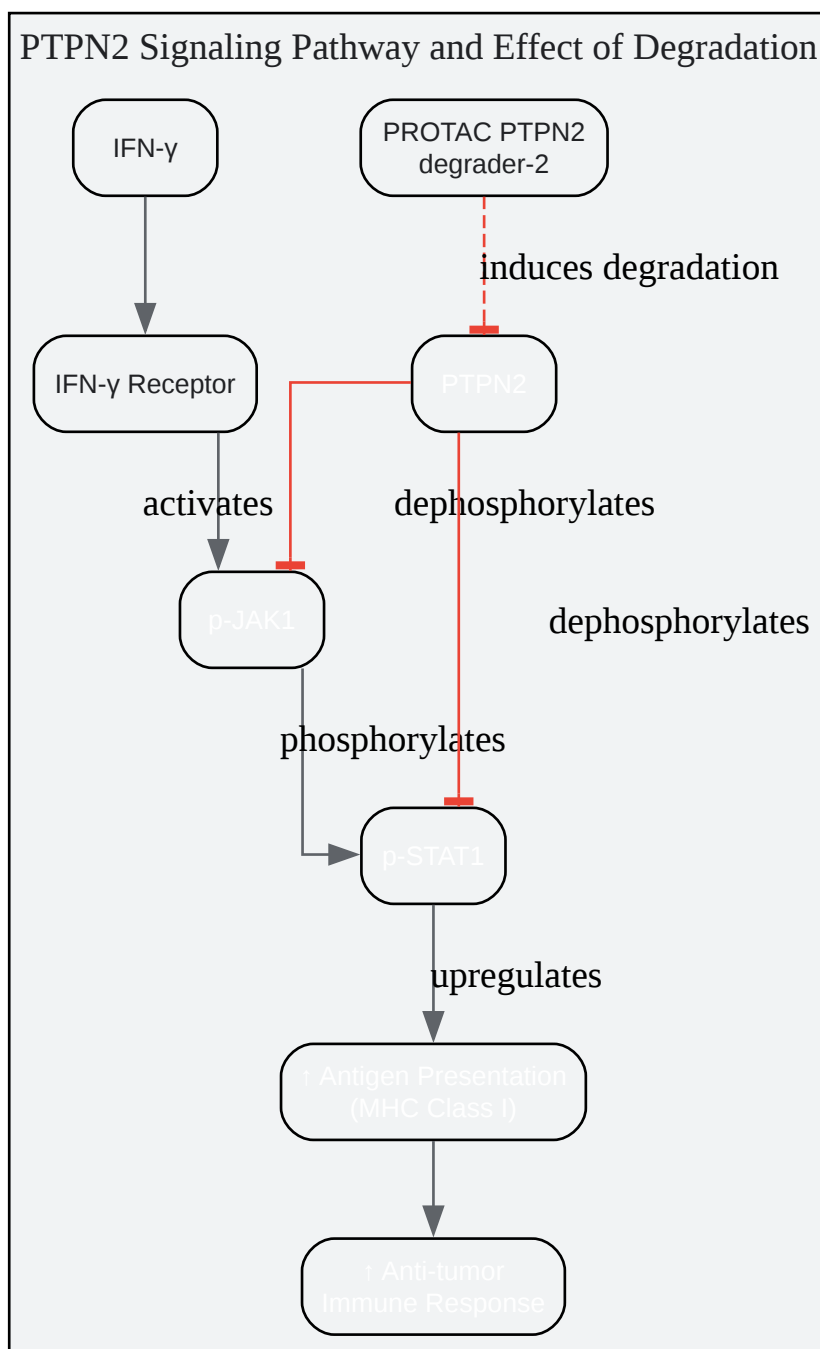 PTPN2 Signaling Pathway and Effect of Degradation
IFN-γ
PROTAC PTPN2
degrader-2
induces degradation
IFN-γ Receptor
PTPN2
activates
dephosphorylates
p-JAK1
dephosphorylates
phosphorylates
p-STAT1
upregulates
↑ Antigen Presentation
(MHC Class I)
↑ Anti-tumor
Immune Response